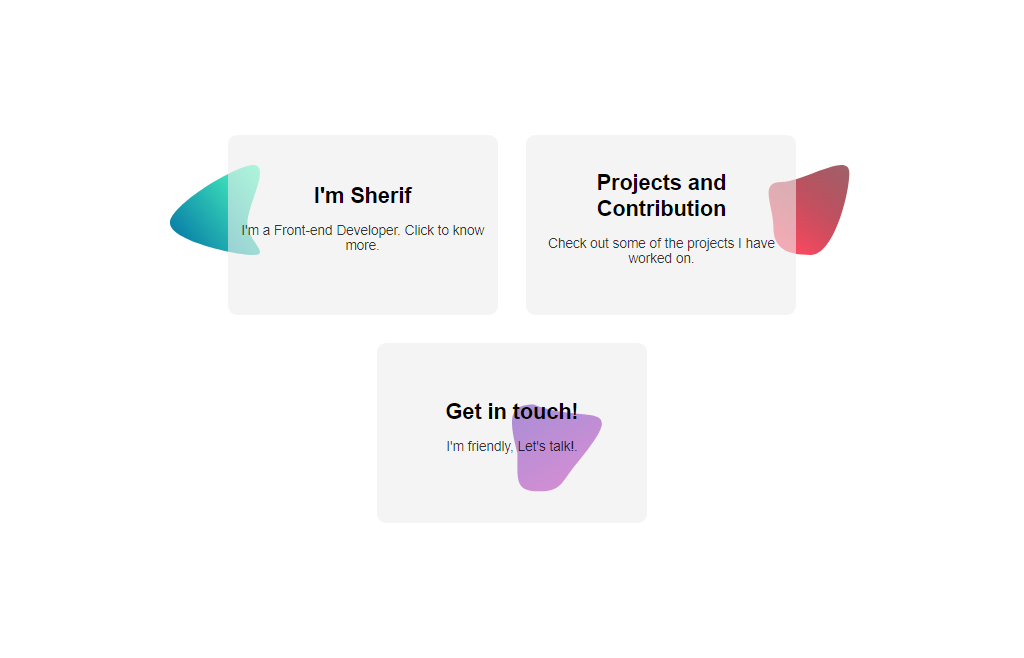 I'm Sherif
I'm a Front-end Developer. Click to know
more.
Projects and
Contribution
Check out some of the projects I have
worked on.
Get in touch!
I'm friendly, Let's talk!.